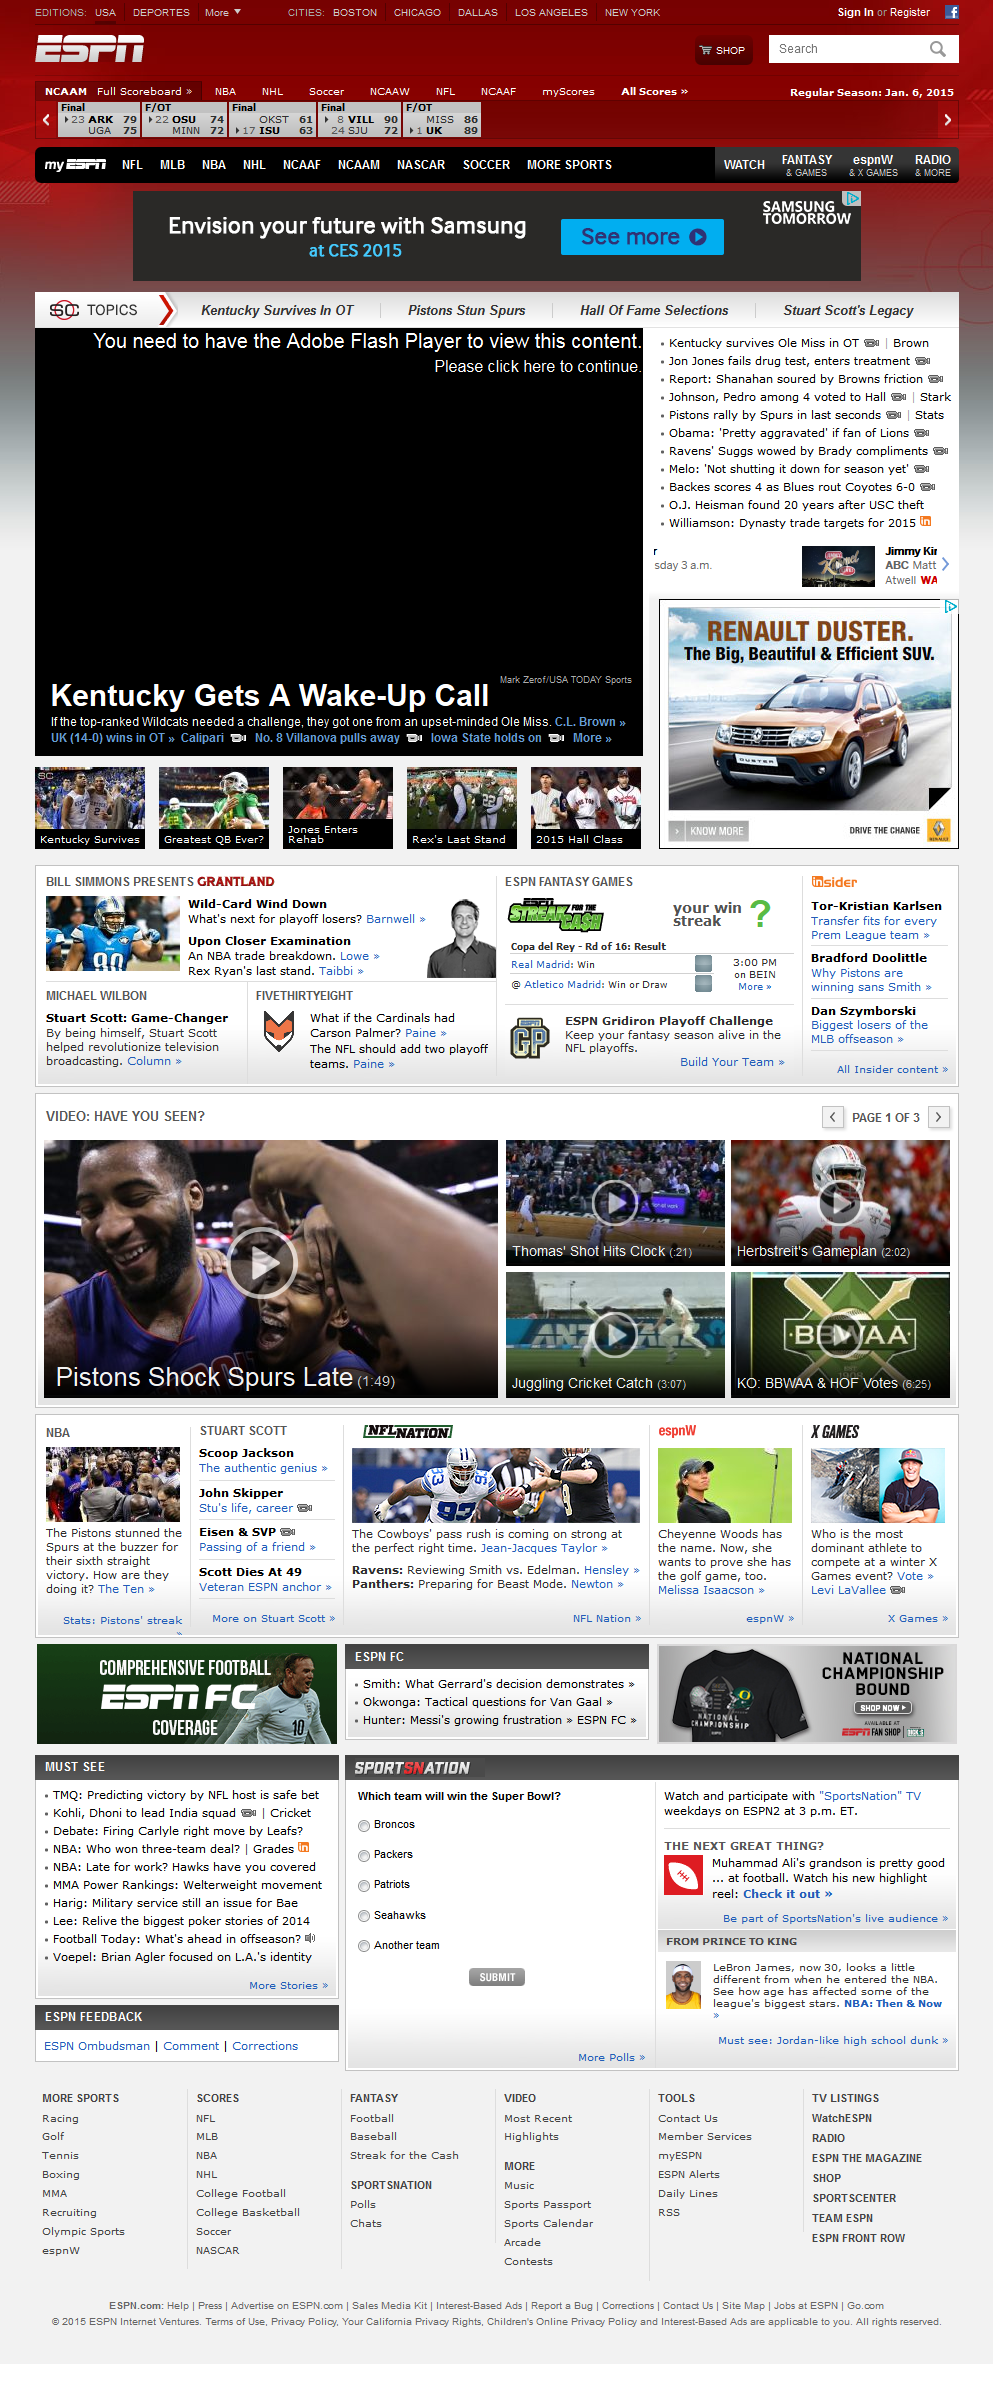 EDITIONS: USA DEPORTES More CITIES: BOSTON CHICAGO DALLAS LOS ANGELES NEW YORK Sign In or Register
ESPN
SHOP Search
NCAAM Full Scoreboard » NBA NHL Soccer NCAAW NFL NCAAF myScores All Scores » Regular Season: Jan. 6, 2015
Final F/OT Final Final F/OT
23 ARK 79 22 OSU 74 OKST 61 8 VILL 90 MISS 86
UGA 75 MINN 72 17 ISU 63 24 SJU 72 1 UK 89
myESPN NFL MLB NBA NHL NCAAF NCAAM NASCAR SOCCER MORE SPORTS WATCH FANTASY & GAMES espnW & X GAMES RADIO & MORE
Envision your future with Samsung
at CES 2015
See more
SAMSUNG
TOMORROW
SC TOPICS Kentucky Survives In OT Pistons Stun Spurs Hall Of Fame Selections Stuart Scott's Legacy
You need to have the Adobe Flash Player to view this content.
Please click here to continue.
Mark Zerof/USA TODAY Sports
Kentucky Gets A Wake-Up Call
If the top-ranked Wildcats needed a challenge, they got one from an upset-minded Ole Miss. C.L. Brown »
UK (14-0) wins in OT » Calipari No. 8 Villanova pulls away Iowa State holds on More »
SC
Kentucky Survives
Greatest QB Ever?
Jones Enters
Rehab
Rex's Last Stand
2015 Hall Class
Kentucky survives Ole Miss in OT | Brown
Jon Jones fails drug test, enters treatment
Report: Shanahan soured by Browns friction
Johnson, Pedro among 4 voted to Hall | Stark
Pistons rally by Spurs in last seconds | Stats
Obama: 'Pretty aggravated' if fan of Lions
Ravens' Suggs wowed by Brady compliments
Melo: 'Not shutting it down for season yet'
Backes scores 4 as Blues rout Coyotes 6-0
O.J. Heisman found 20 years after USC theft
Williamson: Dynasty trade targets for 2015 in
r
sday 3 a.m.
Jimmy Kir
ABC Matt
Atwell WA
RENAULT DUSTER.
The Big, Beautiful & Efficient SUV.
DUSTER
KNOW MORE
DRIVE THE CHANGE
RENAULT
BILL SIMMONS PRESENTS GRANTLAND
Wild-Card Wind Down
What's next for playoff losers? Barnwell »
Upon Closer Examination
An NBA trade breakdown. Lowe »
Rex Ryan's last stand. Taibbi »
MICHAEL WILBON
Stuart Scott: Game-Changer
By being himself, Stuart Scott
helped revolutionize television
broadcasting. Column »
FIVETHIRTYEIGHT
What if the Cardinals had
Carson Palmer? Paine »
The NFL should add two playoff
teams. Paine »
ESPN FANTASY GAMES
STREAK FOR THE CASH
your win
streak ?
Copa del Rey - Rd of 16: Result
Real Madrid: Win
@ Atletico Madrid: Win or Draw
3:00 PM
on BEIN
More »
GP
ESPN Gridiron Playoff Challenge
Keep your fantasy season alive in the
NFL playoffs.
Build Your Team »
insider
Tor-Kristian Karlsen
Transfer fits for every
Prem League team »
Bradford Doolittle
Why Pistons are
winning sans Smith »
Dan Szymborski
Biggest losers of the
MLB offseason »
All Insider content »
VIDEO: HAVE YOU SEEN?
PAGE 1 OF 3
Pistons Shock Spurs Late (1:49)
Thomas' Shot Hits Clock (:21)
Herbstreit's Gameplan (2:02)
Juggling Cricket Catch (3:07)
BBWAA
KO: BBWAA & HOF Votes (6:25)
NBA
The Pistons stunned the
Spurs at the buzzer for
their sixth straight
victory. How are they
doing it? The Ten »
Stats: Pistons' streak
»
STUART SCOTT
Scoop Jackson
The authentic genius »
John Skipper
Stu's life, career
Eisen & SVP
Passing of a friend »
Scott Dies At 49
Veteran ESPN anchor »
More on Stuart Scott »
NFL NATION
The Cowboys' pass rush is coming on strong at
the perfect right time. Jean-Jacques Taylor »
Ravens: Reviewing Smith vs. Edelman. Hensley »
Panthers: Preparing for Beast Mode. Newton »
NFL Nation »
espnW
Cheyenne Woods has
the name. Now, she
wants to prove she has
the golf game, too.
Melissa Isaacson »
espnW »
X GAMES
Who is the most
dominant athlete to
compete at a winter X
Games event? Vote »
Levi LaVallee
X Games »
COMPREHENSIVE FOOTBALL
ESPN FC
COVERAGE
10
ESPN FC
Smith: What Gerrard's decision demonstrates »
Okwonga: Tactical questions for Van Gaal »
Hunter: Messi's growing frustration » ESPN FC »
NATIONAL
CHAMPIONSHIP
NATIONAL
CHAMPIONSHIP
BOUND
SHOP NOW
AVAILABLE AT
ESPN FAN SHOP
MUST SEE
TMQ: Predicting victory by NFL host is safe bet
Kohli, Dhoni to lead India squad | Cricket
Debate: Firing Carlyle right move by Leafs?
NBA: Who won three-team deal? | Grades in
NBA: Late for work? Hawks have you covered
MMA Power Rankings: Welterweight movement
Harig: Military service still an issue for Bae
Lee: Relive the biggest poker stories of 2014
Football Today: What's ahead in offseason?
Voepel: Brian Agler focused on L.A.'s identity
More Stories »
ESPN FEEDBACK
ESPN Ombudsman | Comment | Corrections
SPORTSNATION
Which team will win the Super Bowl?
Broncos
Packers
Patriots
Seahawks
Another team
SUBMIT
More Polls »
Watch and participate with "SportsNation" TV
weekdays on ESPN2 at 3 p.m. ET.
THE NEXT GREAT THING?
Muhammad Ali's grandson is pretty good
... at football. Watch his new highlight
reel: Check it out »
Be part of SportsNation's live audience »
FROM PRINCE TO KING
LeBron James, now 30, looks a little
different from when he entered the NBA.
See how age has affected some of the
league's biggest stars. NBA: Then & Now
»
Must see: Jordan-like high school dunk »
MORE SPORTS
Racing
Golf
Tennis
Boxing
MMA
Recruiting
Olympic Sports
espnW
SCORES
NFL
MLB
NBA
NHL
College Football
College Basketball
Soccer
NASCAR
FANTASY
Football
Baseball
Streak for the Cash
SPORTSNATION
Polls
Chats
VIDEO
Most Recent
Highlights
MORE
Music
Sports Passport
Sports Calendar
Arcade
Contests
TOOLS
Contact Us
Member Services
myESPN
ESPN Alerts
Daily Lines
RSS
TV LISTINGS
WatchESPN
RADIO
ESPN THE MAGAZINE
SHOP
SPORTSCENTER
TEAM ESPN
ESPN FRONT ROW
ESPN.com: Help | Press | Advertise on ESPN.com | Sales Media Kit | Interest-Based Ads | Report a Bug | Corrections | Contact Us | Site Map | Jobs at ESPN | Go.com
© 2015 ESPN Internet Ventures. Terms of Use, Privacy Policy, Your California Privacy Rights, Children's Online Privacy Policy and Interest-Based Ads are applicable to you. All rights reserved.